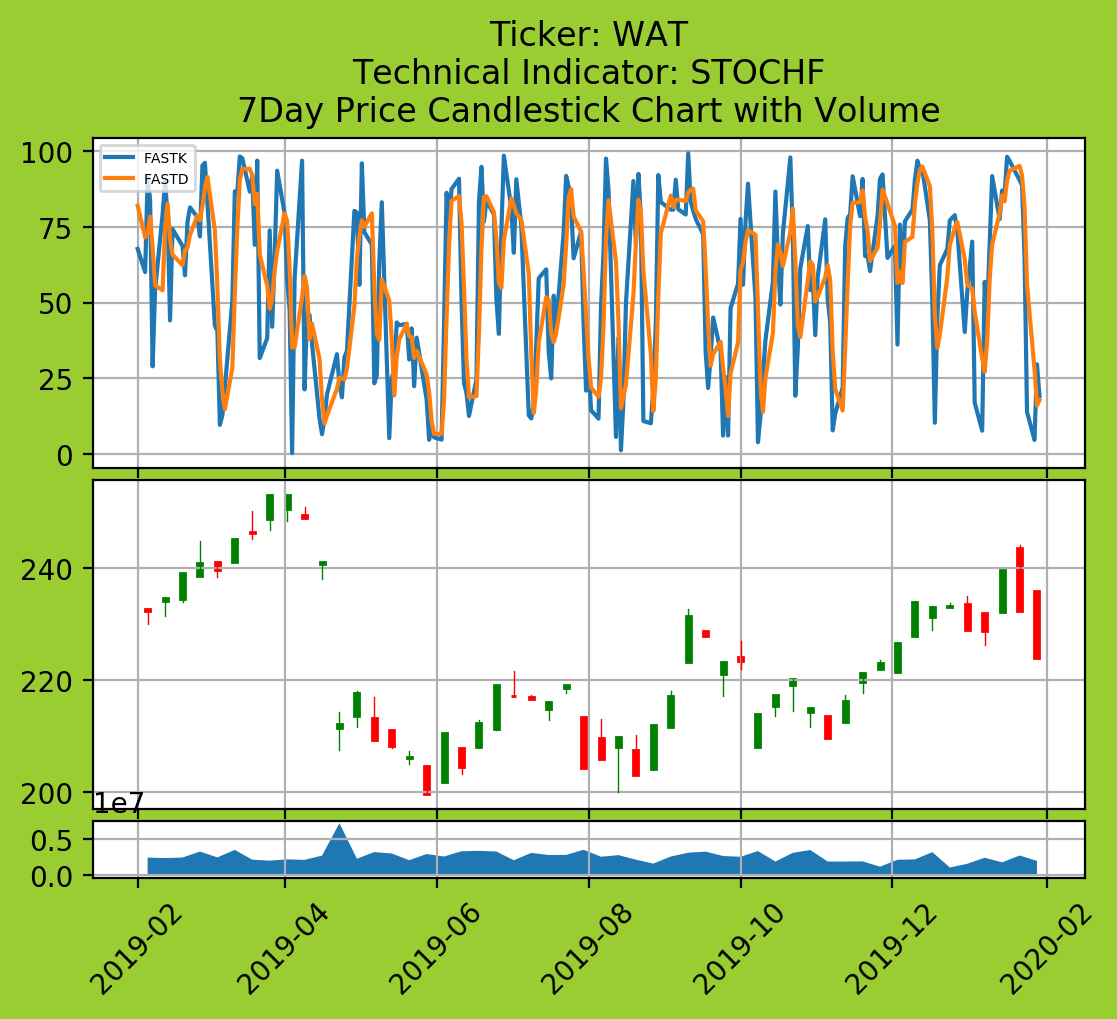 Ticker: WAT
Technical Indicator: STOCHF
7Day Price Candlestick Chart with Volume
100
FASTK
FASTD
75
50
25
0
240
220
200
1e7
0.5
0.0
2019-02
2019-04
2019-06
2019-08
2019-10
2019-12
2020-02